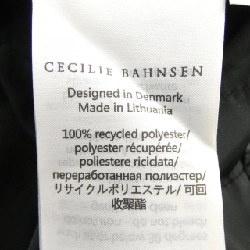 CECILIE BAHNSEN
Designed in Denmark
Made in Lithuania
100% recycled polyester/
polyester récupérée/
poliestere riciclata/
переработанная полиэстер/
リサイクルポリエステル/ 可回
收聚酯